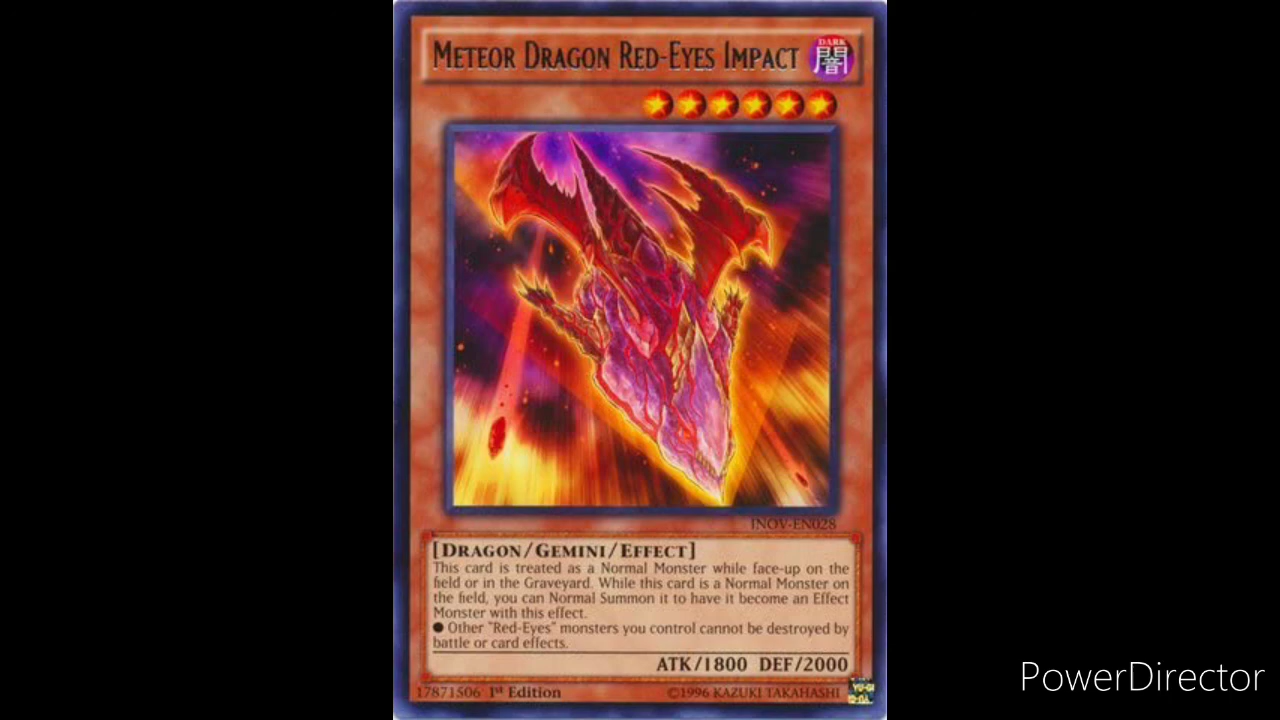 METEOR DRAGON RED-EYES IMPACT
DARK
闇
INOV-EN028
[DRAGON/GEMINI/EFFECT]
This card is treated as a Normal Monster while face-up on the
field or in the Graveyard. While this card is a Normal Monster on
the field, you can Normal Summon it to have it become an Effect
Monster with this effect.
● Other "Red-Eyes" monsters you control cannot be destroyed by
battle or card effects.
ATK/1800 DEF/2000
17871506 1st Edition ©1996 KAZUKI TAKAHASHI
PowerDirector